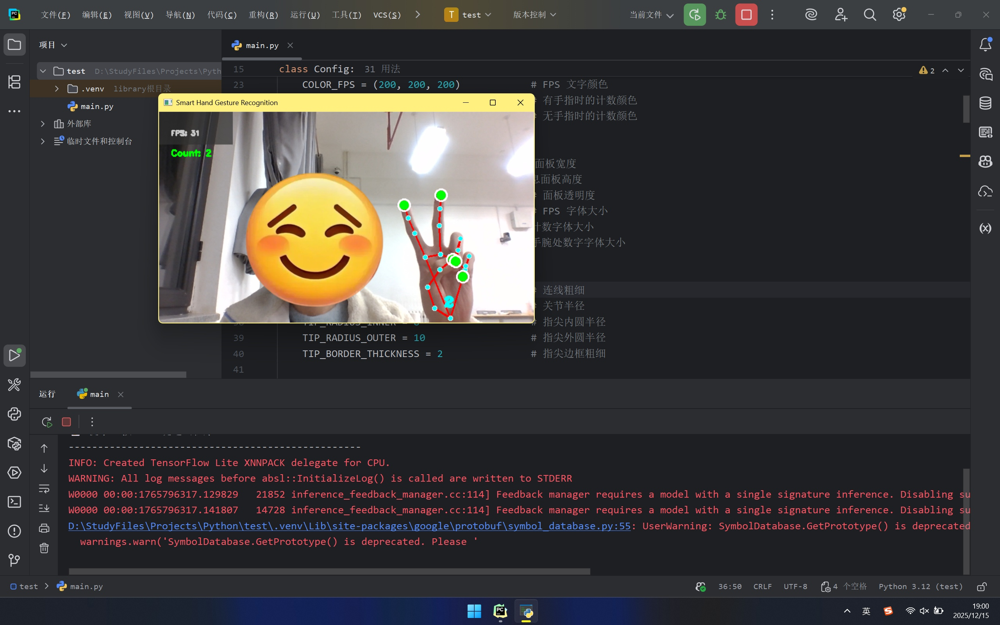 PC
文件(F) 编辑(E) 视图(V) 导航(N) 代码(C) 重构(R) 运行(U) 工具(T) VCS(S) T test 版本控制 当前文件
项目
main.py
test D:\StudyFiles\Projects\Pyth
.venv library根目录
main.py
外部库
临时文件和控制台
15 class Config: 31 用法
2
23 COLOR_FPS = (200, 200, 200) # FPS 文字颜色
# 有手指时的计数颜色
# 无手指时的计数颜色
面板宽度
息面板高度
# 面板透明度
# FPS 字体大小
计数字体大小
手腕处数字字体大小
# 连线粗细
# 关节半径
38 TIP_RADIUS_INNER = 8 # 指尖内圆半径
39 TIP_RADIUS_OUTER = 10 # 指尖外圆半径
40 TIP_BORDER_THICKNESS = 2 # 指尖边框粗细
41
Smart Hand Gesture Recognition
FPS: 31
Count: 2
2
运行 main
--------------------------------------------------
INFO: Created TensorFlow Lite XNNPACK delegate for CPU.
WARNING: All log messages before absl::InitializeLog() is called are written to STDERR
W0000 00:00:1765796317.129829   21852 inference_feedback_manager.cc:114] Feedback manager requires a model with a single signature inference. Disabling su
W0000 00:00:1765796317.141807   14728 inference_feedback_manager.cc:114] Feedback manager requires a model with a single signature inference. Disabling su
D:\StudyFiles\Projects\Python\test\.venv\Lib\site-packages\google\protobuf\symbol_database.py:55: UserWarning: SymbolDatabase.GetPrototype() is deprecated
warnings.warn('SymbolDatabase.GetPrototype() is deprecated. Please '
test > main.py 36:50 CRLF UTF-8 4 个空格 Python 3.12 (test)
PC 英 S 19:00
2025/12/15